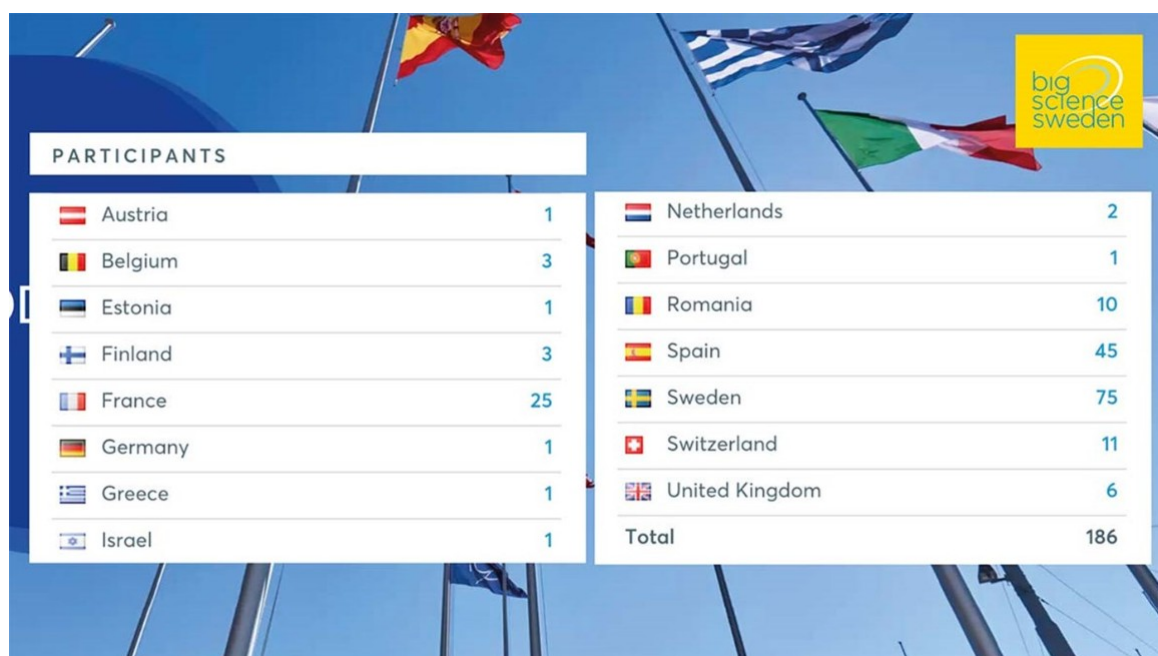 big
science
sweden
PARTICIPANTS
Austria 1
Belgium 3
Estonia 1
Finland 3
France 25
Germany 1
Greece 1
Israel 1
Netherlands 2
Portugal 1
Romania 10
Spain 45
Sweden 75
Switzerland 11
United Kingdom 6
Total 186